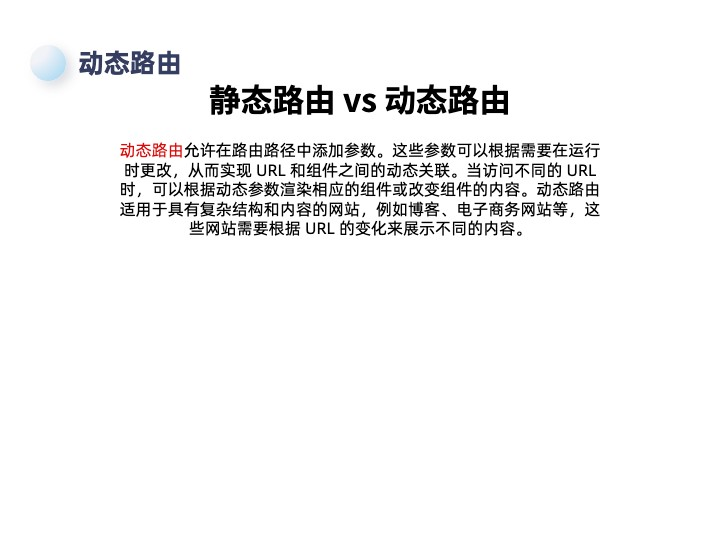 动态路由
静态路由 vs 动态路由
动态路由允许在路由路径中添加参数。这些参数可以根据需要在运行
时更改，从而实现 URL 和组件之间的动态关联。当访问不同的 URL
时，可以根据动态参数渲染相应的组件或改变组件的内容。动态路由
适用于具有复杂结构和内容的网站，例如博客、电子商务网站等，这
些网站需要根据 URL 的变化来展示不同的内容。